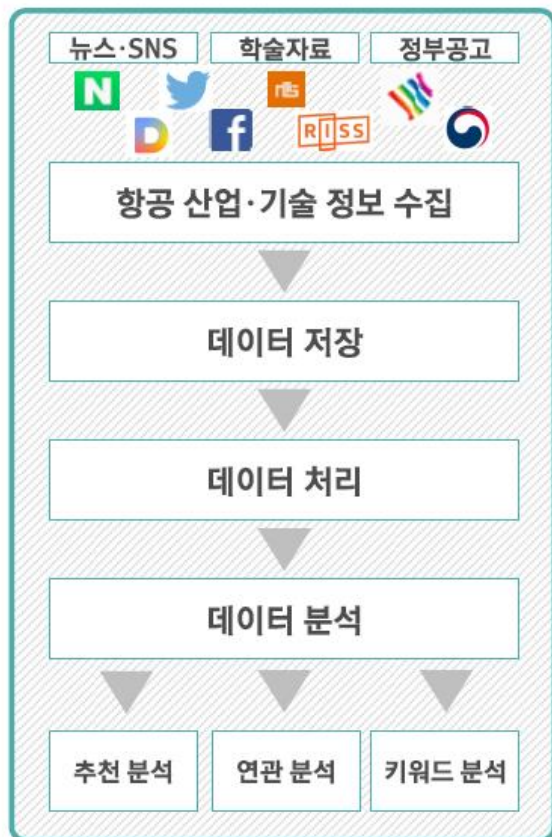 뉴스·SNS 학술자료 정부공고
N
D f RISS
항공 산업·기술 정보 수집
데이터 저장
데이터 처리
데이터 분석
추천 분석 연관 분석 키워드 분석